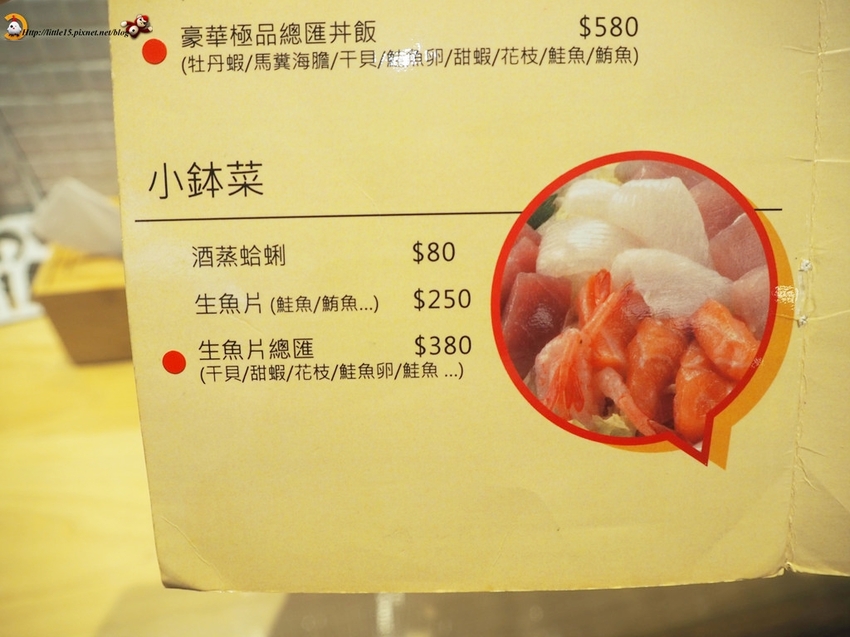 Http://little15.pixnet.net/blog
豪華極品總匯丼飯 $580
(牡丹蝦/馬糞海膽/干貝/鮭魚卵/甜蝦/花枝/鮭魚/鮪魚)
小鉢菜
酒蒸蛤蜊 $80
生魚片 (鮭魚/鮪魚...) $250
生魚片總匯 $380
(干貝/甜蝦/花枝/鮭魚卵/鮭魚 ...)